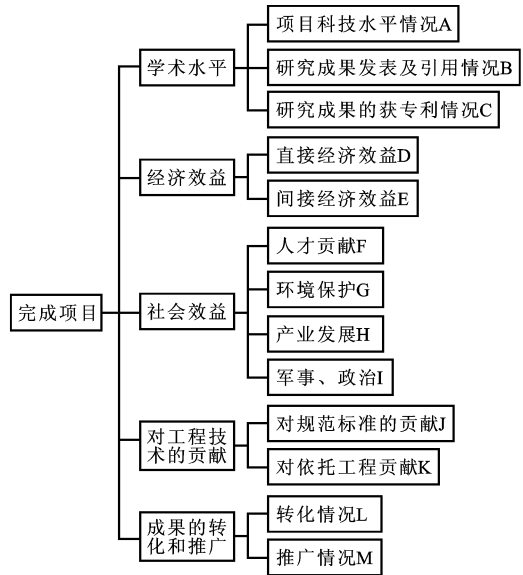 完成项目
学术水平
项目科技水平情况A
研究成果发表及引用情况B
研究成果的获专利情况C
经济效益
直接经济效益D
间接经济效益E
社会效益
人才贡献F
环境保护G
产业发展H
军事、政治I
对工程技
术的贡献
对规范标准的贡献J
对依托工程贡献K
成果的转
化和推广
转化情况L
推广情况M